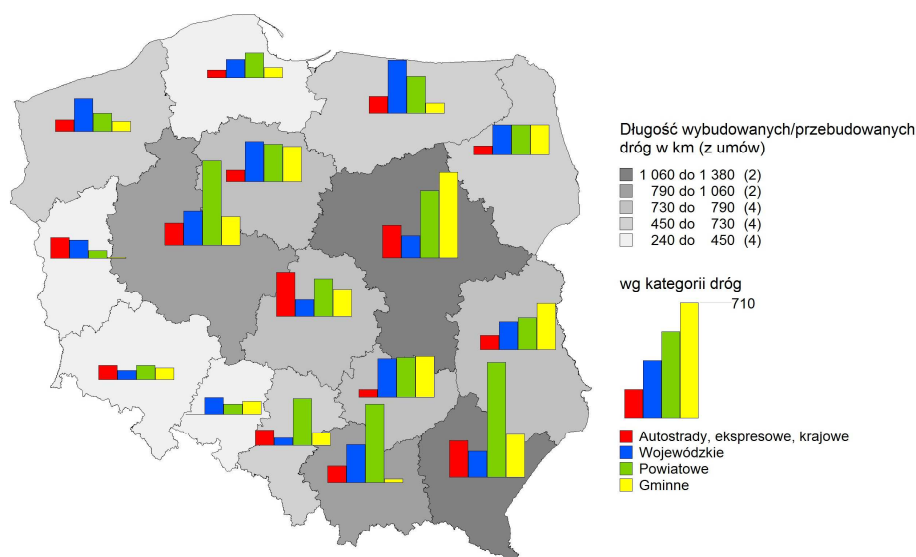 Długość wybudowanych/przebudowanych
dróg w km (z umów)
1 060 do 1 380 (2)
790 do 1 060 (2)
730 do 790 (4)
450 do 730 (4)
240 do 450 (4)
wg kategorii dróg
710
Autostrady, ekspresowe, krajowe
Wojewódzkie
Powiatowe
Gminne